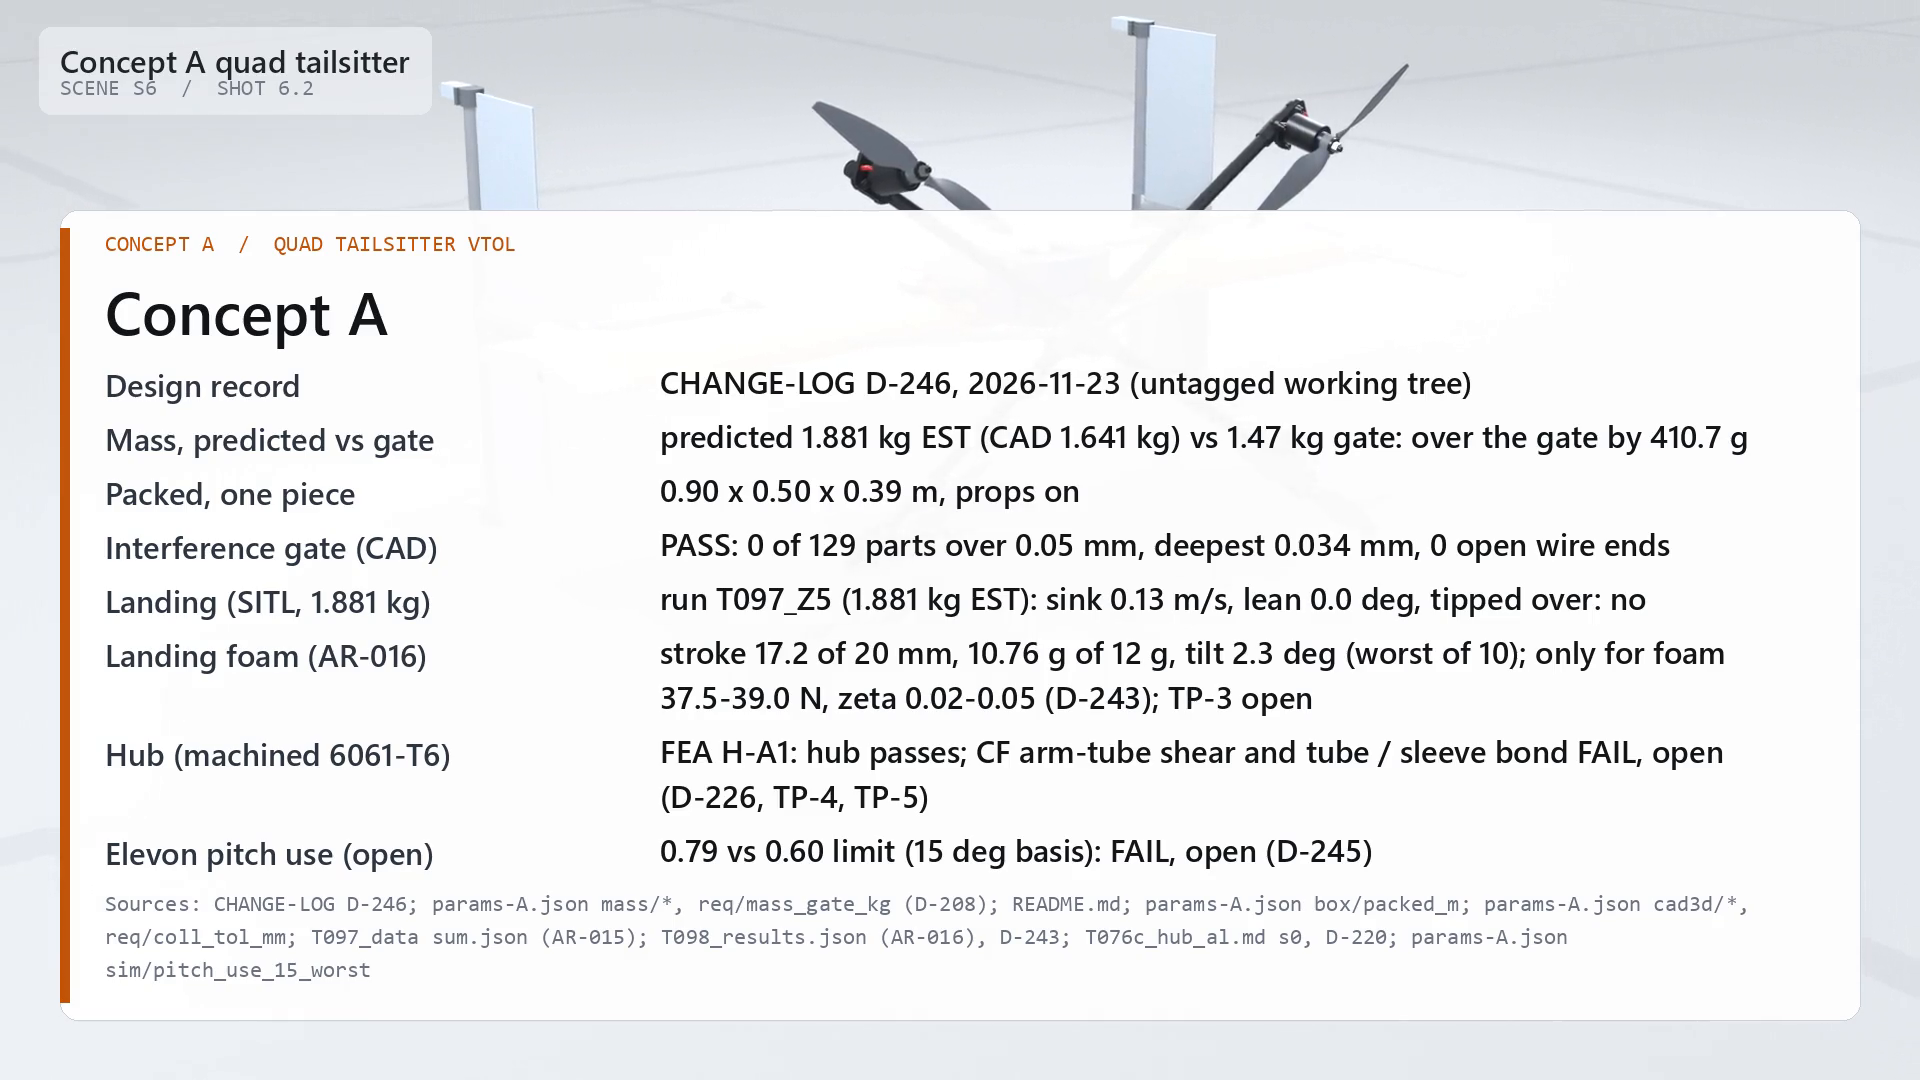 Concept A quad tailsitter
SCENE S6 / SHOT 6.2
CONCEPT A / QUAD TAILSITTER VTOL
Concept A
Design record
CHANGE-LOG D-246, 2026-11-23 (untagged working tree)
Mass, predicted vs gate
predicted 1.881 kg EST (CAD 1.641 kg) vs 1.47 kg gate: over the gate by 410.7 g
Packed, one piece
0.90 x 0.50 x 0.39 m, props on
Interference gate (CAD)
PASS: 0 of 129 parts over 0.05 mm, deepest 0.034 mm, 0 open wire ends
Landing (SITL, 1.881 kg)
run T097_Z5 (1.881 kg EST): sink 0.13 m/s, lean 0.0 deg, tipped over: no
Landing foam (AR-016)
stroke 17.2 of 20 mm, 10.76 g of 12 g, tilt 2.3 deg (worst of 10); only for foam
37.5-39.0 N, zeta 0.02-0.05 (D-243); TP-3 open
Hub (machined 6061-T6)
FEA H-A1: hub passes; CF arm-tube shear and tube / sleeve bond FAIL, open
(D-226, TP-4, TP-5)
Elevon pitch use (open)
0.79 vs 0.60 limit (15 deg basis): FAIL, open (D-245)
Sources: CHANGE-LOG D-246; params-A.json mass/*, req/mass_gate_kg (D-208); README.md; params-A.json box/packed_m; params-A.json cad3d/*,
req/coll_tol_mm; T097_data sum.json (AR-015); T098_results.json (AR-016), D-243; T076c_hub_al.md s0, D-220; params-A.json
sim/pitch_use_15_worst